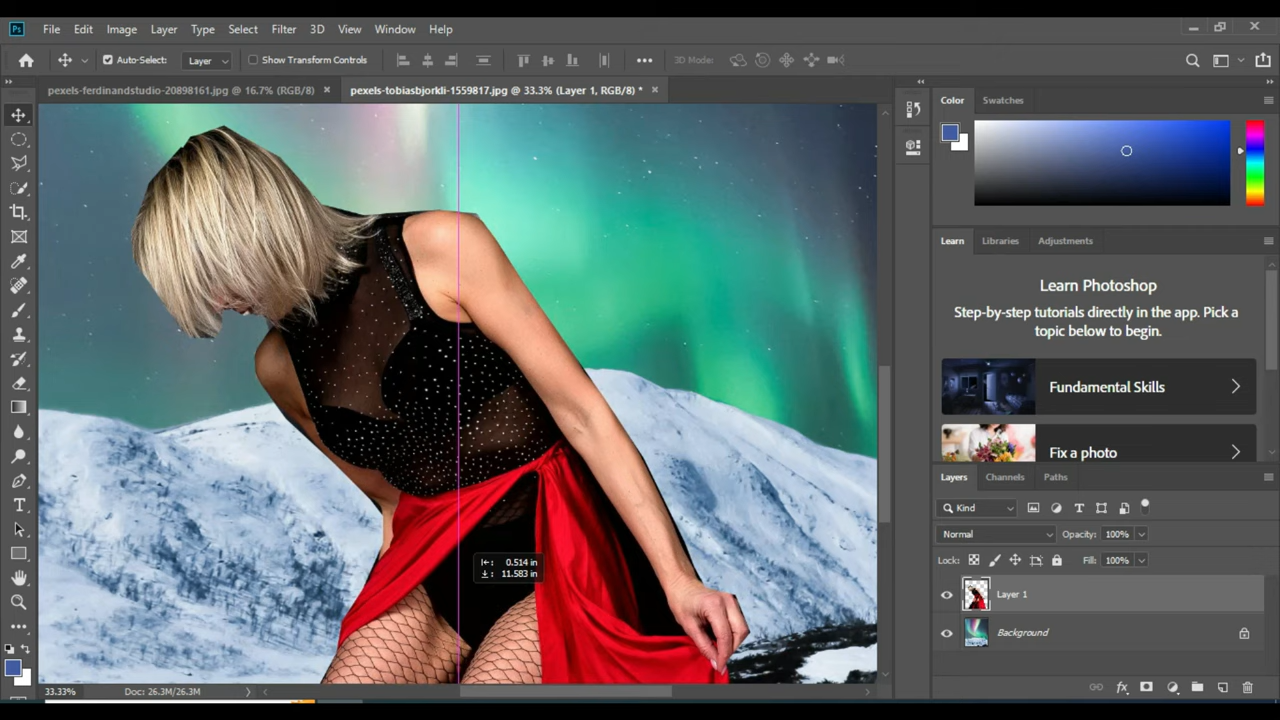 Ps File Edit Image Layer Type Select Filter 3D View Window Help
Auto-Select: Layer Show Transform Controls 3D Mode:
pexels-ferdinandstudio-20898161.jpg @ 16.7% (RGB/8) × pexels-tobiasbjorkli-1559817.jpg @ 33.3% (Layer 1, RGB/8) * ×
Color Swatches
Learn Libraries Adjustments
Learn Photoshop
Step-by-step tutorials directly in the app. Pick a
topic below to begin.
Fundamental Skills
Fix a photo
Layers Channels Paths
Kind
Normal Opacity: 100%
Lock: Fill: 100%
Layer 1
Background
0.514 in
11.583 in
33.33% Doc: 26.3M/26.3M